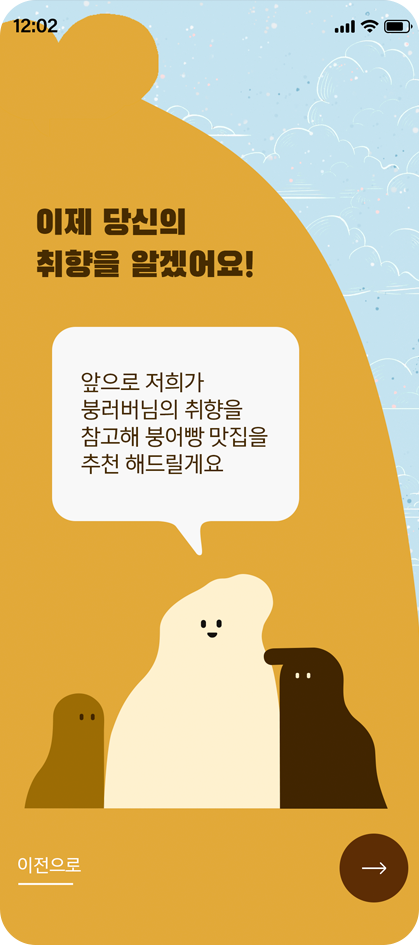 12:02
이제 당신의
취향을 알겠어요!
앞으로 저희가
붕러버님의 취향을
참고해 붕어빵 맛집을
추천 해드릴게요
이전으로